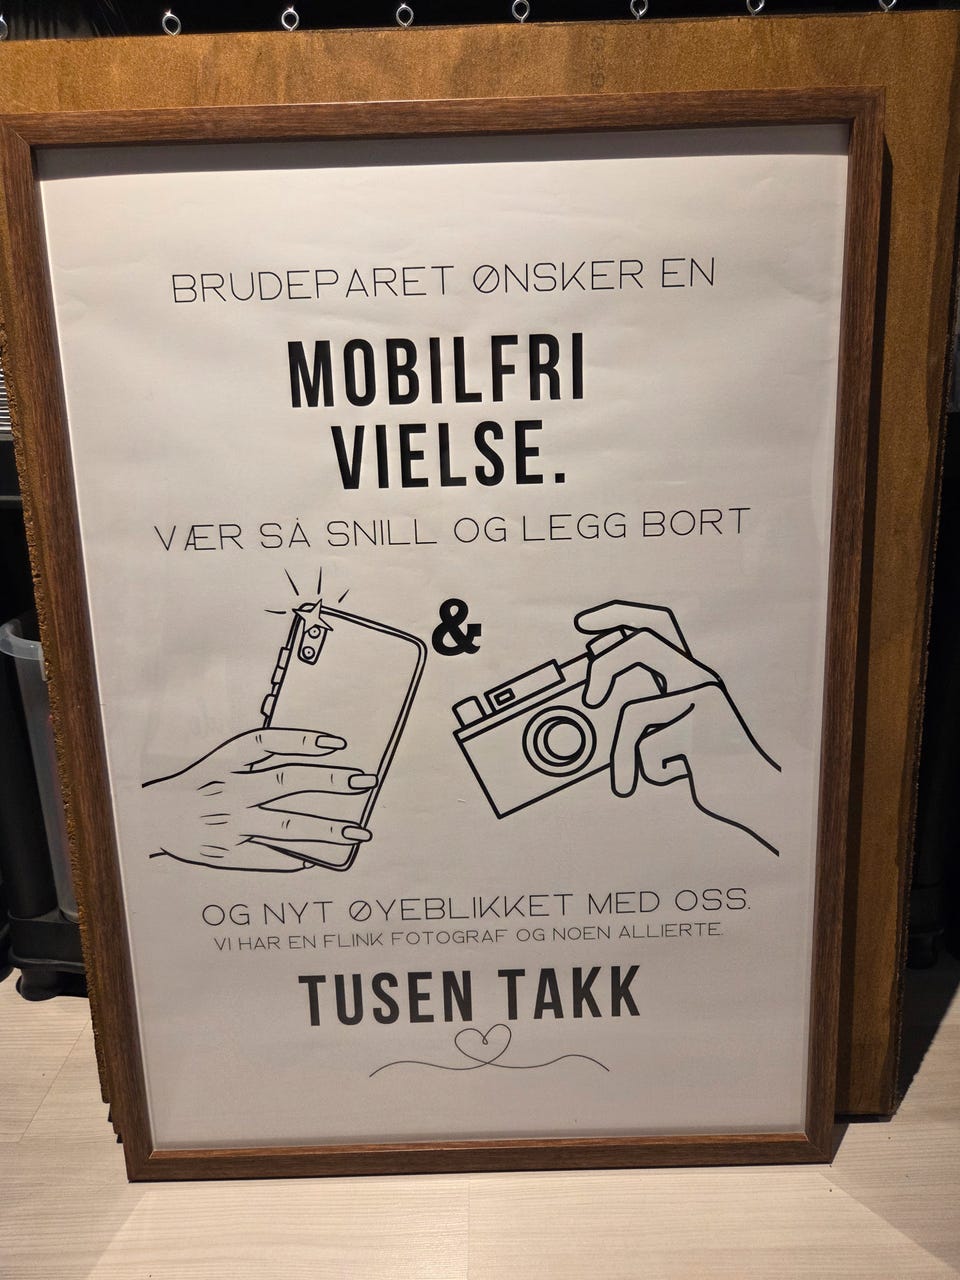 BRUDEPARET ØNSKER EN
MOBILFRI
VIELSE.
VÆR SÅ SNILL OG LEGG BORT
&
OG NYT ØYEBLIKKET MED OSS.
VI HAR EN FLINK FOTOGRAF OG NOEN ALLIERTE.
TUSEN TAKK